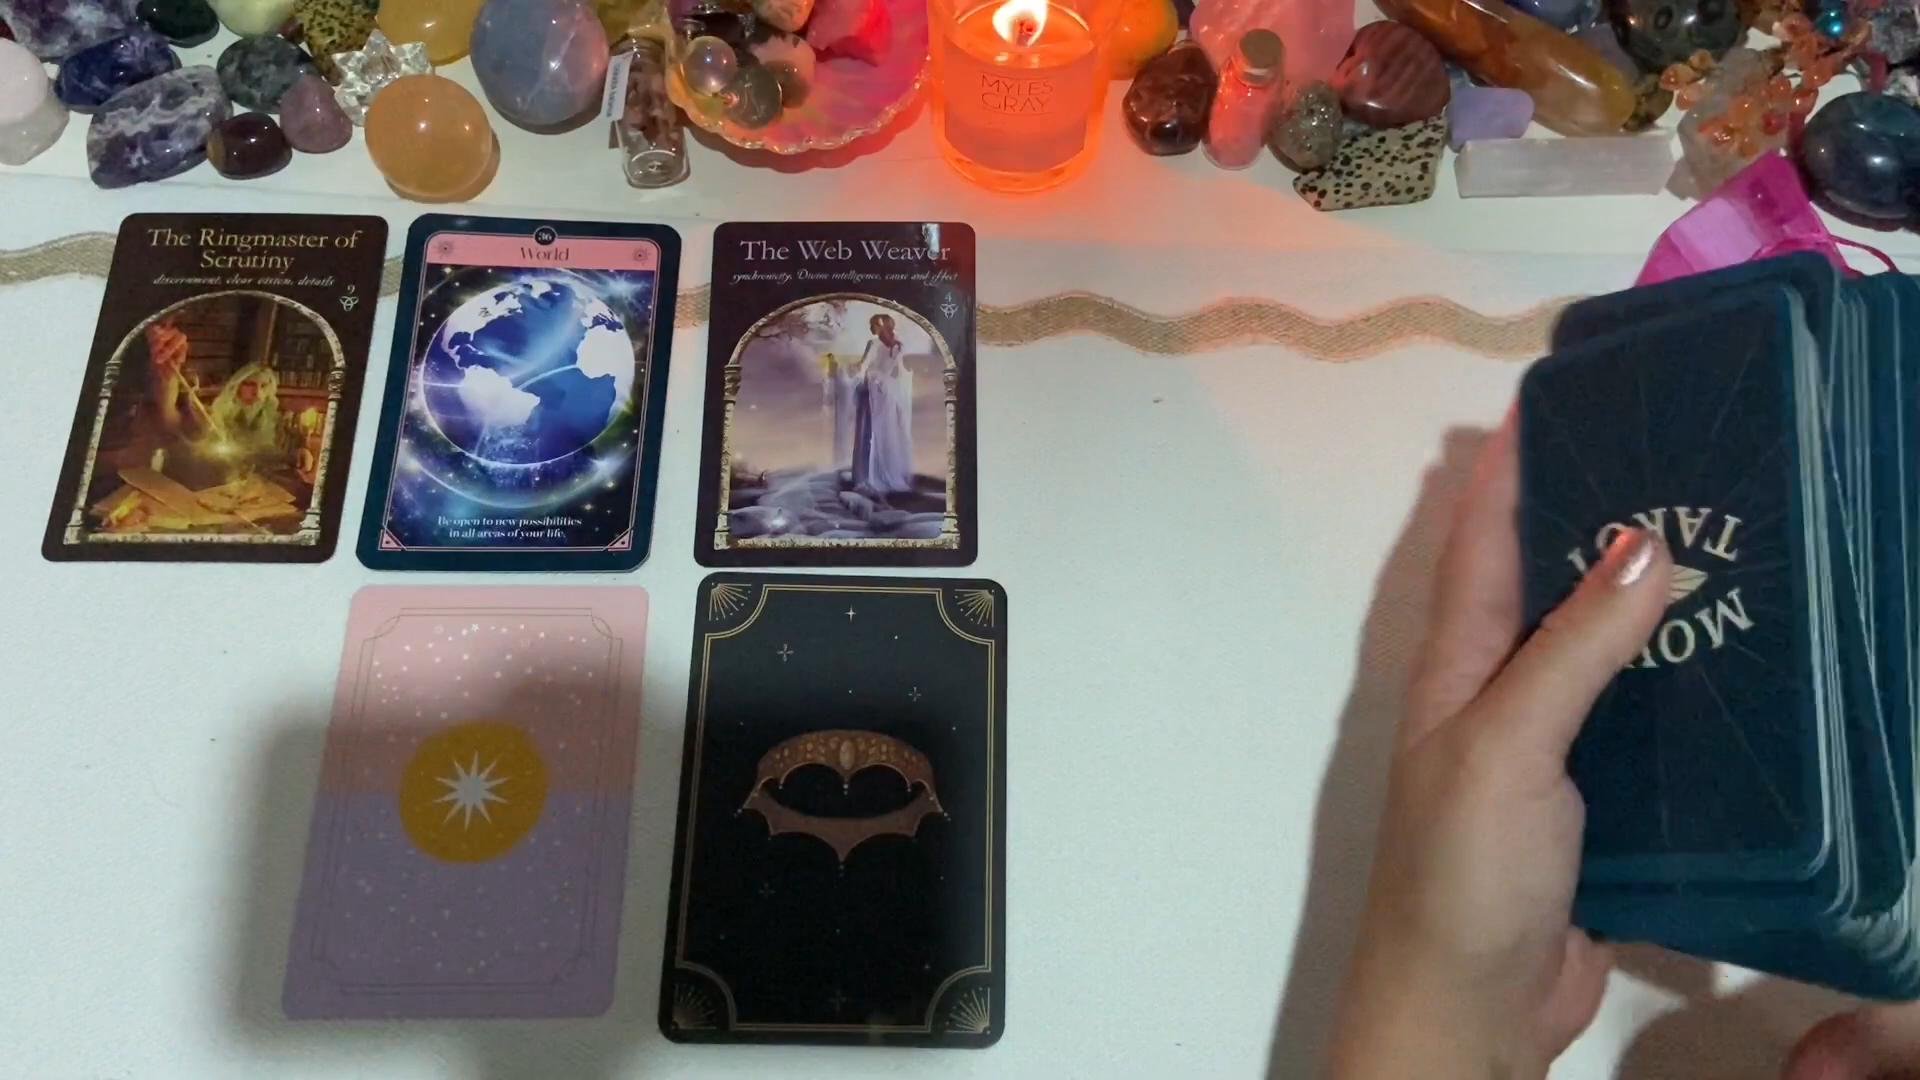 MYLES
GRAY
The Ringmaster of
Scrutiny
discernment, clear vision, details
9
36
World
Be open to new possibilities
in all areas of your life.
The Web Weaver
synchronicity, Divine intelligence, cause and effect
4
TAROT